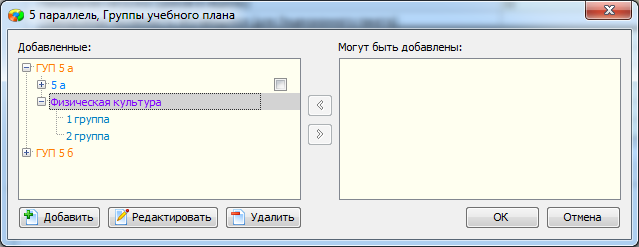 5 параллель, Группы учебного плана
Добавленные:
Могут быть добавлены:
ГУП 5 а
5 а
Физическая культура
1 группа
2 группа
ГУП 5 б
Добавить
Редактировать
Удалить
OK
Отмена